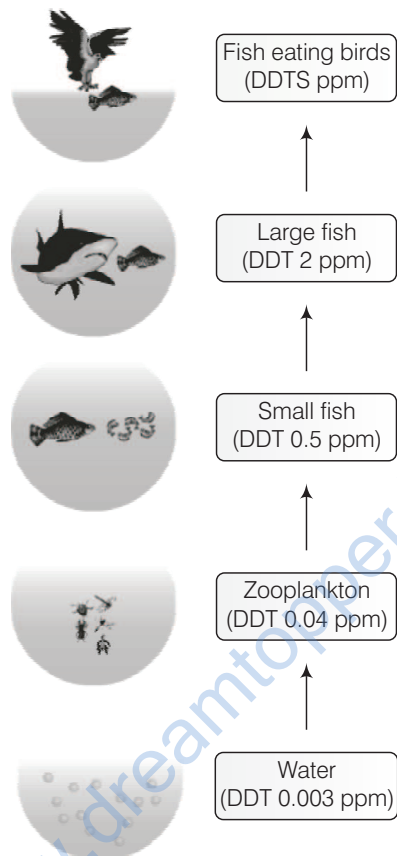 Fish eating birds
(DDTS ppm)
Large fish
(DDT 2 ppm)
Small fish
(DDT 0.5 ppm)
Zooplankton
(DDT 0.04 ppm)
Water
(DDT 0.003 ppm)
.dreamtopper